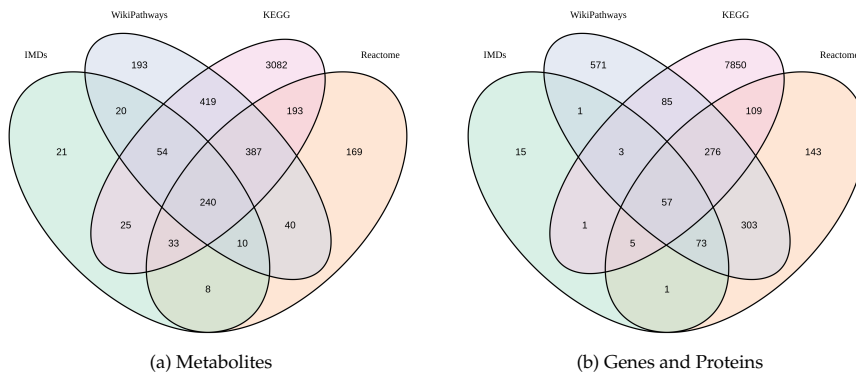 WikiPathways KEGG
IMDs Reactome
193 3082
20 419 193
21 54 387 169
240
25 40
33 10
8
(a) Metabolites
WikiPathways KEGG
IMDs Reactome
571 7850
1 85 109
15 3 276 143
57
1 303
5 73
1
(b) Genes and Proteins